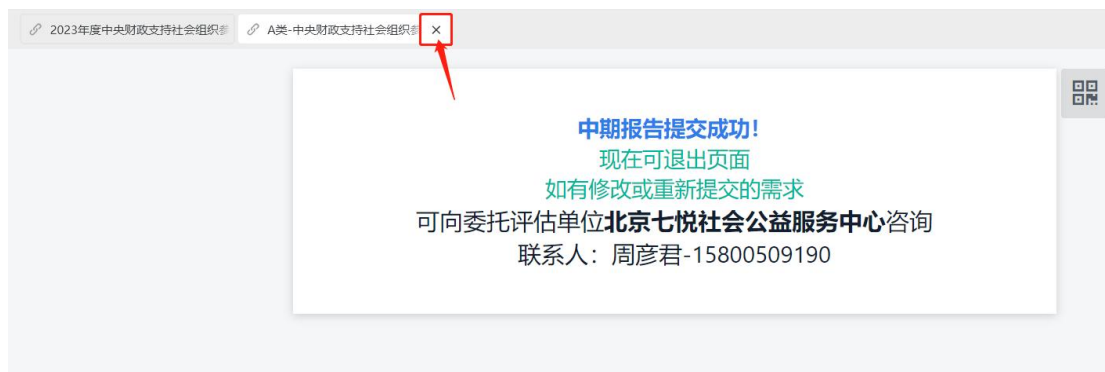 2023年度中央财政支持社会组织参
A类-中央财政支持社会组织参
中期报告提交成功！
现在可退出页面
如有修改或重新提交的需求
可向委托评估单位北京七悦社会公益服务中心咨询
联系人：周彦君-15800509190